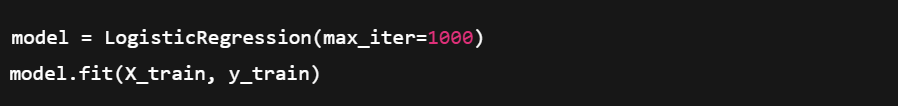 model = LogisticRegression(max_iter=1000)
model.fit(X_train, y_train)